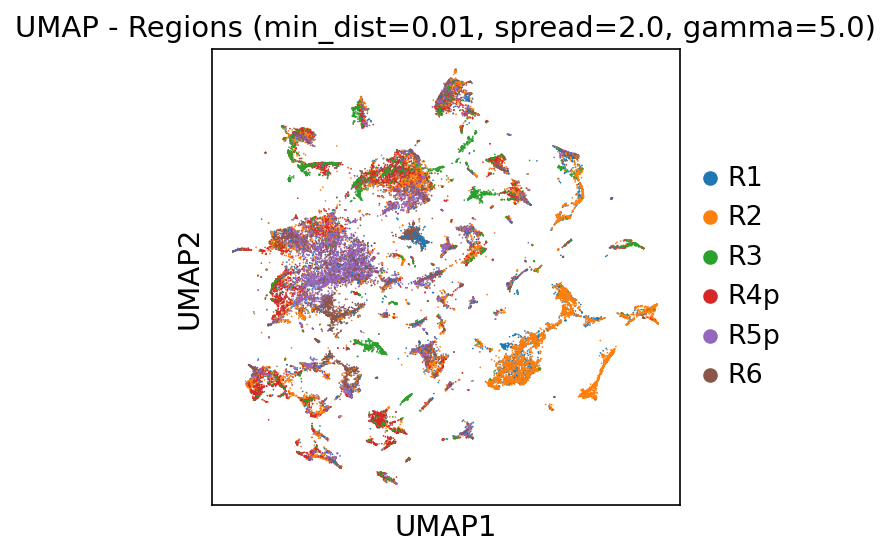 UMAP - Regions (min_dist=0.01, spread=2.0, gamma=5.0)
UMAP2
R1
R2
R3
R4p
R5p
R6
UMAP1